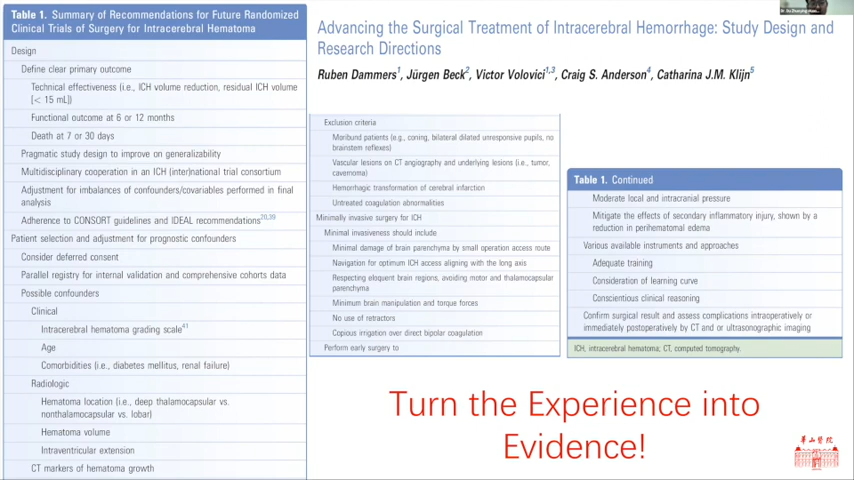 Table 1. Summary of Recommendations for Future Randomized
Clinical Trials of Surgery for Intracerebral Hematoma
Design
Define clear primary outcome
Technical effectiveness (i.e., ICH volume reduction, residual ICH volume
[< 15 mL])
Functional outcome at 6 or 12 months
Death at 7 or 30 days
Pragmatic study design to improve on generalizability
Multidisciplinary cooperation in an ICH (inter)national trial consortium
Adjustment for imbalances of confounders/covariates performed in final
analysis
Adherence to CONSORT guidelines and IDEAL recommendations20,39
Patient selection and adjustment for prognostic confounders
Consider deferred consent
Parallel registry for internal validation and comprehensive cohorts data
Possible confounders
Clinical
Intracerebral hematoma grading scale41
Age
Comorbidities (i.e., diabetes mellitus, renal failure)
Radiologic
Hematoma location (i.e., deep thalamocapsular vs.
nonthalamocapsular vs. lobar)
Hematoma volume
Intraventricular extension
CT markers of hematoma growth
Advancing the Surgical Treatment of Intracerebral Hemorrhage: Study Design and
Research Directions
Ruben Dammers1, Jürgen Beck2, Victor Volovici1,3, Craig S. Anderson4, Catharina J.M. Klijn5
Exclusion criteria
Moribund patients (e.g., coning, bilateral dilated unresponsive pupils, no
brainstem reflexes)
Vascular lesions on CT angiography and underlying lesions (i.e., tumor,
cavernoma)
Hemorrhagic transformation of cerebral infarction
Untreated coagulation abnormalities
Minimally invasive surgery for ICH
Minimal invasiveness should include
Minimal damage of brain parenchyma by small operation access route
Navigation for optimum ICH access aligning with the long axis
Respecting eloquent brain regions, avoiding motor and thalamocapsular
parenchyma
Minimum brain manipulation and torque forces
No use of retractors
Copious irrigation over direct bipolar coagulation
Perform early surgery to
Table 1. Continued
Moderate local and intracranial pressure
Mitigate the effects of secondary inflammatory injury, shown by a
reduction in perihematomal edema
Various available instruments and approaches
Adequate training
Consideration of learning curve
Conscientious clinical reasoning
Confirm surgical result and assess complications intraoperatively or
immediately postoperatively by CT and or ultrasonographic imaging
ICH, intracerebral hematoma; CT, computed tomography.
Turn the Experience into
Evidence!
華山醫院